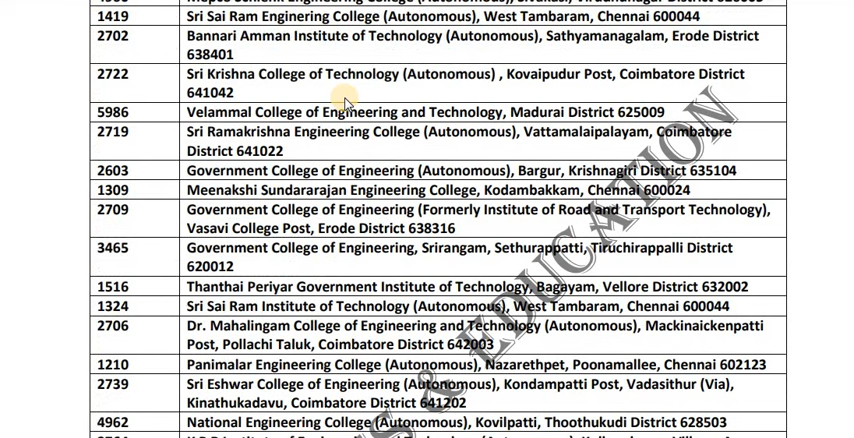 1419 Sri Sai Ram Enginering College (Autonomous), West Tambaram, Chennai 600044
2702 Bannari Amman Institute of Technology (Autonomous), Sathyamanagalam, Erode District
638401
2722 Sri Krishna College of Technology (Autonomous) , Kovaipudur Post, Coimbatore District
641042
5986 Velammal College of Engineering and Technology, Madurai District 625009
2719 Sri Ramakrishna Engineering College (Autonomous), Vattamalaipalayam, Coimbatore
District 641022
2603 Government College of Engineering (Autonomous), Bargur, Krishnagiri District 635104
1309 Meenakshi Sundararajan Engineering College, Kodambakkam, Chennai 600024
2709 Government College of Engineering (Formerly Institute of Road and Transport Technology),
Vasavi College Post, Erode District 638316
3465 Government College of Engineering, Srirangam, Sethurappatti, Tiruchirappalli District
620012
1516 Thanthai Periyar Government Institute of Technology, Bagayam, Vellore District 632002
1324 Sri Sai Ram Institute of Technology (Autonomous), West Tambaram, Chennai 600044
2706 Dr. Mahalingam College of Engineering and Technology (Autonomous), Mackinaickenpatti
Post, Pollachi Taluk, Coimbatore District 642003
1210 Panimalar Engineering College (Autonomous), Nazarethpet, Poonamallee, Chennai 602123
2739 Sri Eshwar College of Engineering (Autonomous), Kondampatti Post, Vadasithur (Via),
Kinathukadavu, Coimbatore District 641202
4962 National Engineering College (Autonomous), Kovilpatti, Thoothukudi District 628503
& EDUCATION